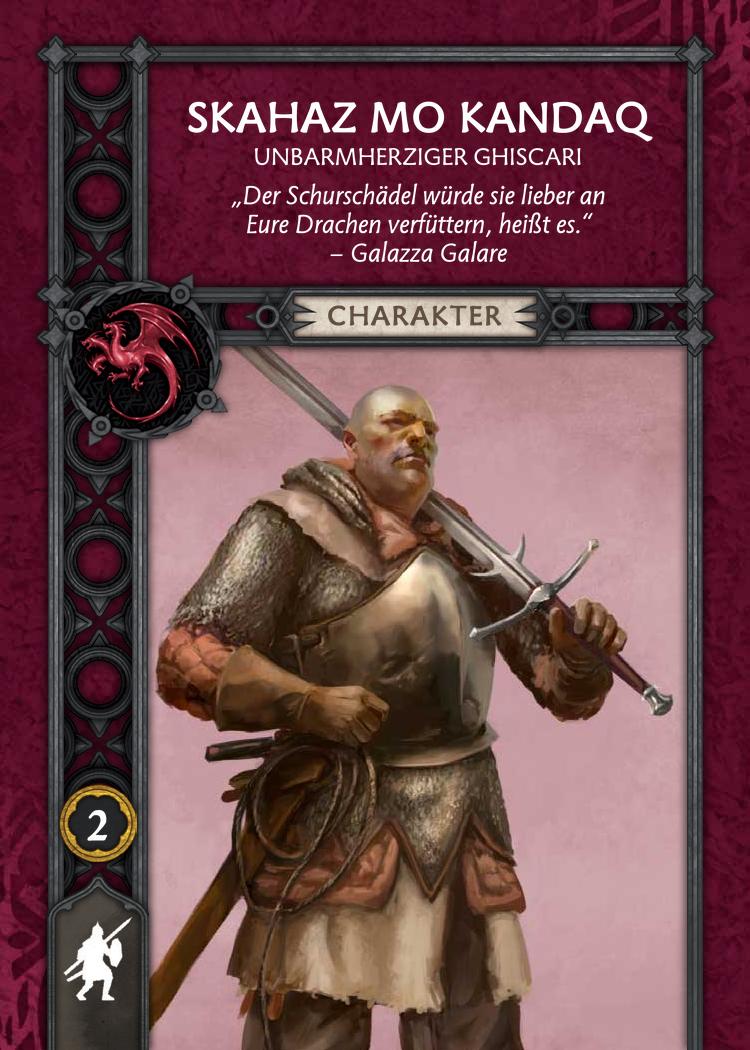 SKAHAZ MO KANDAQ
UNBARMHERZIGER GHISCARI
„Der Schurschädel würde sie lieber an
Eure Drachen verfüttern, heißt es.“
– Galazza Galare
CHARAKTER
2